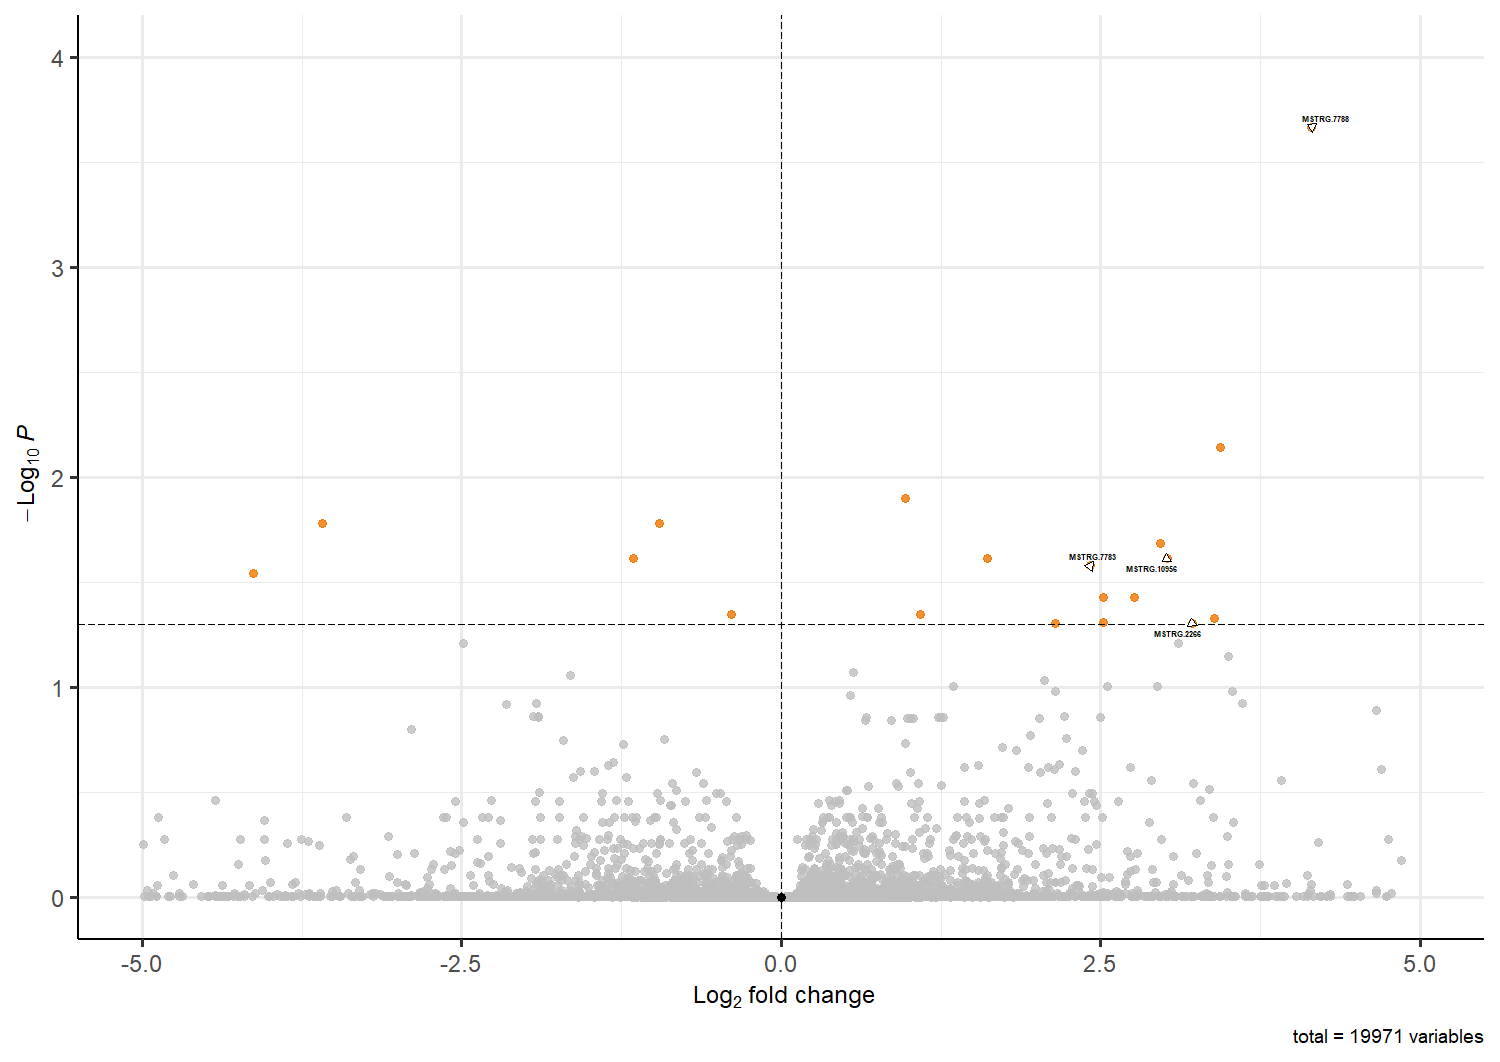 4
3
2
1
0
−Log10 P
MSTRG.7788
MSTRG.7783
MSTRG.10956
MSTRG.2266
-5.0
-2.5
0.0
2.5
5.0
Log2 fold change
total = 19971 variables